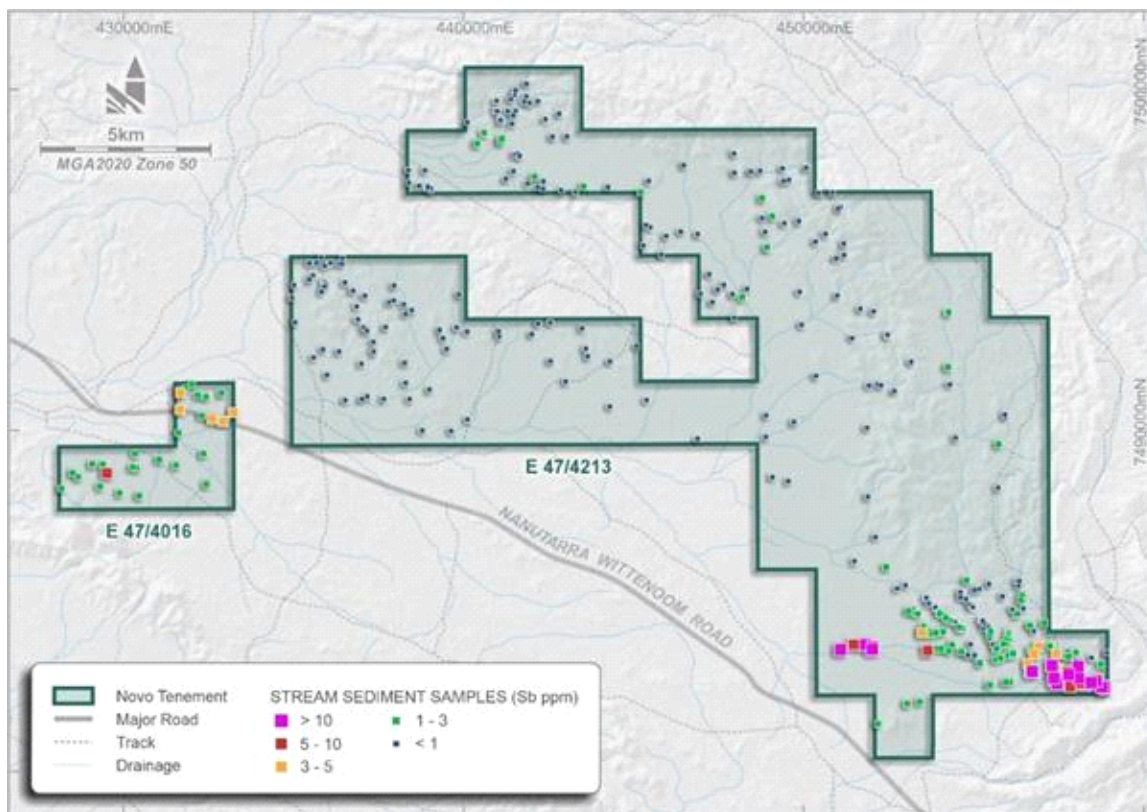 430000mE
440000mE
450000mE
7500000mN
5km
MGA2020 Zone 50
7490000mN
E 47/4213
E 47/4016
NANUTARRA WITTENOOM ROAD
Novo Tenement
Major Road
Track
Drainage
STREAM SEDIMENT SAMPLES (Sb ppm)
> 10
5 - 10
3 - 5
1 - 3
< 1